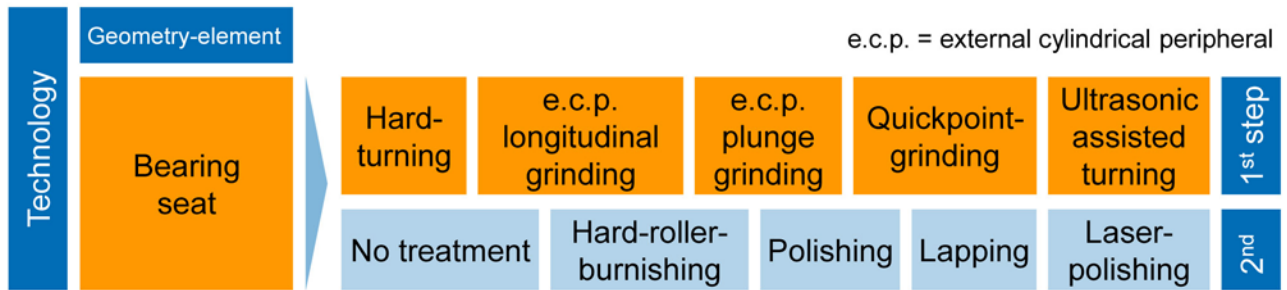 Technology
Geometry-element
e.c.p. = external cylindrical peripheral
Bearing
seat
Hard-
turning
e.c.p.
longitudinal
grinding
e.c.p.
plunge
grinding
Quickpoint-
grinding
Ultrasonic
assisted
turning
1st step
No treatment
Hard-roller-
burnishing
Polishing
Lapping
Laser-
polishing
2nd